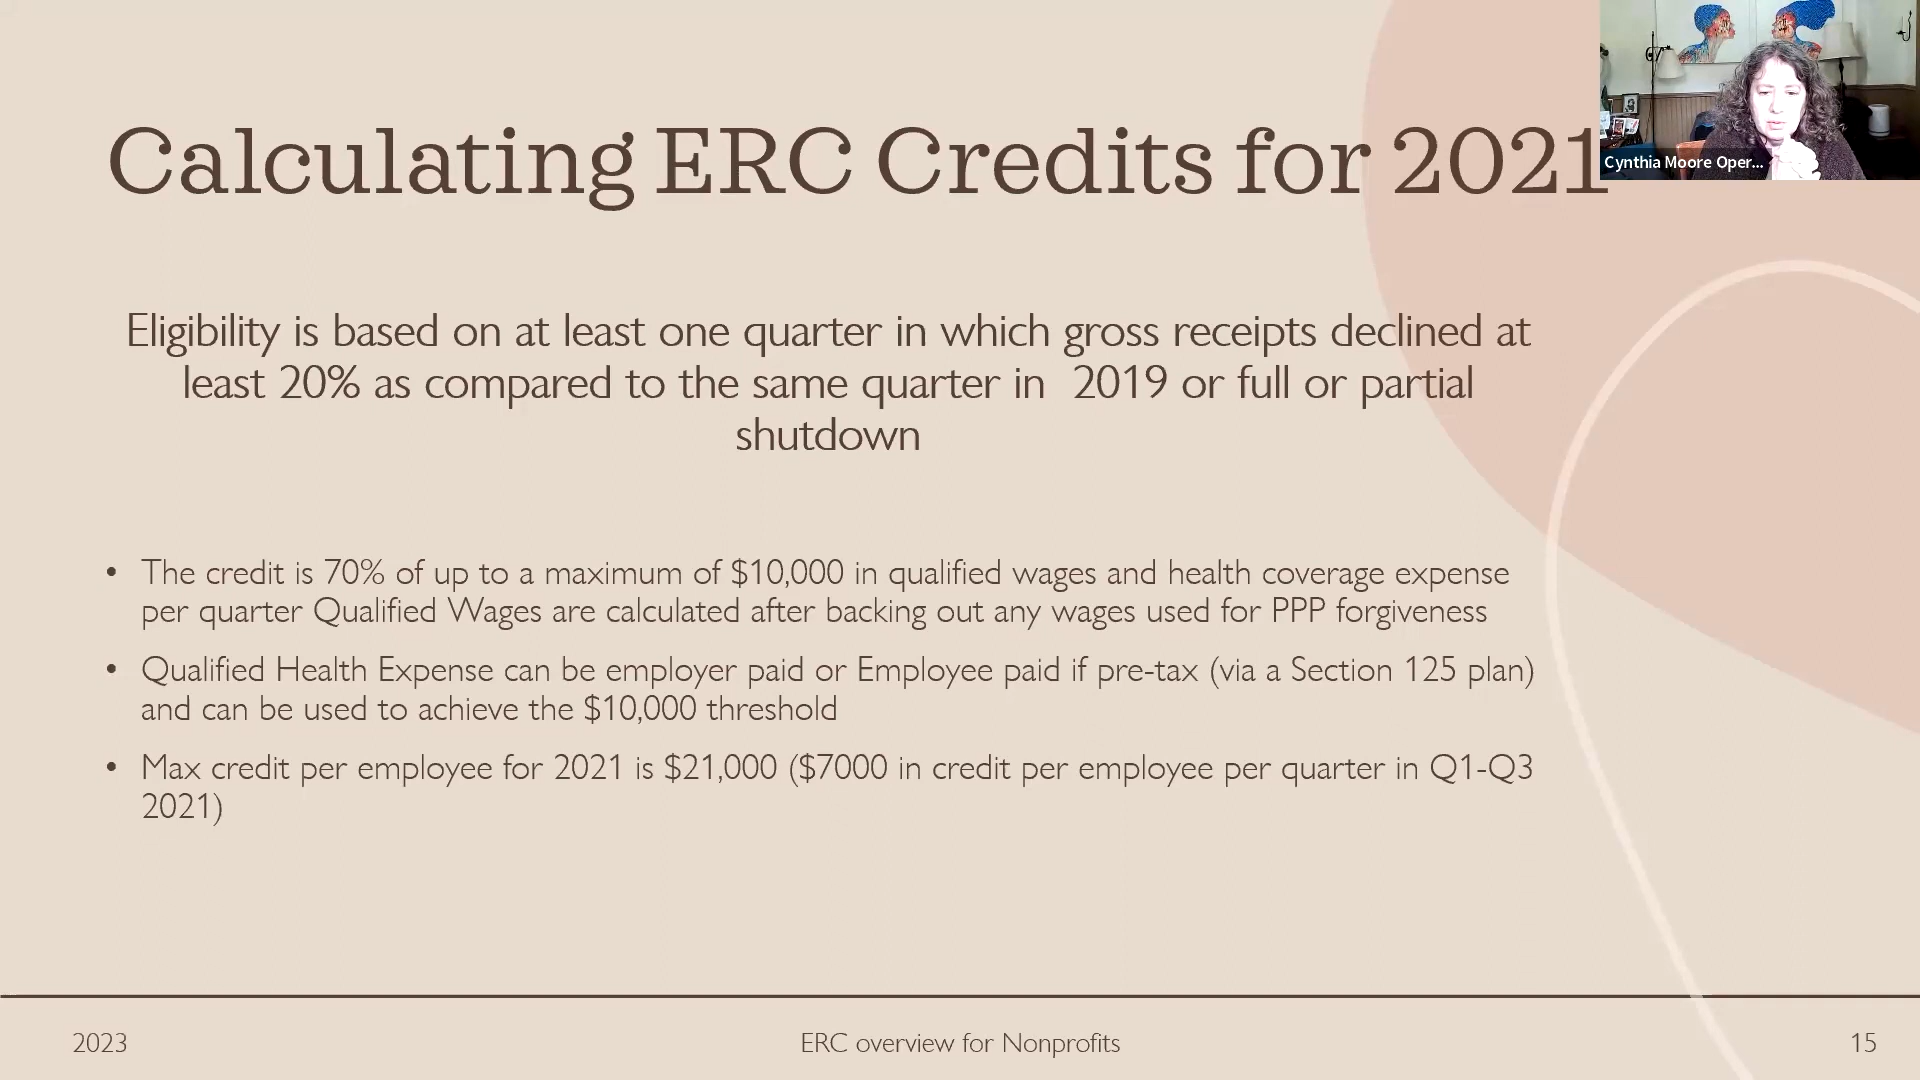 Calculating ERC Credits for 2021
Cynthia Moore Oper...
Eligibility is based on at least one quarter in which gross receipts declined at
least 20% as compared to the same quarter in  2019 or full or partial
shutdown
• The credit is 70% of up to a maximum of $10,000 in qualified wages and health coverage expense
per quarter Qualified Wages are calculated after backing out any wages used for PPP forgiveness
• Qualified Health Expense can be employer paid or Employee paid if pre-tax (via a Section 125 plan)
and can be used to achieve the $10,000 threshold
• Max credit per employee for 2021 is $21,000 ($7000 in credit per employee per quarter in Q1-Q3
2021)
2023
ERC overview for Nonprofits
15